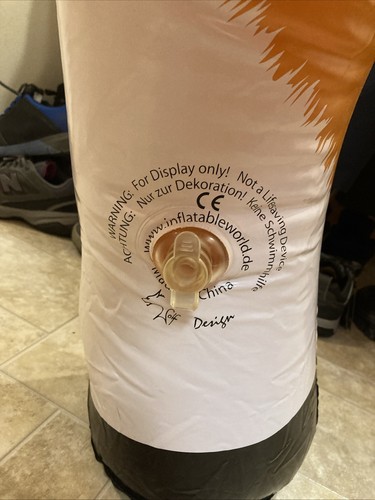 WARNING: For Display only! Not a Lifesaving Device
ACHTUNG: Nur zur Dekoration! Keine Schwimmhilfe
CE
www.inflatableworld.de
China
Design